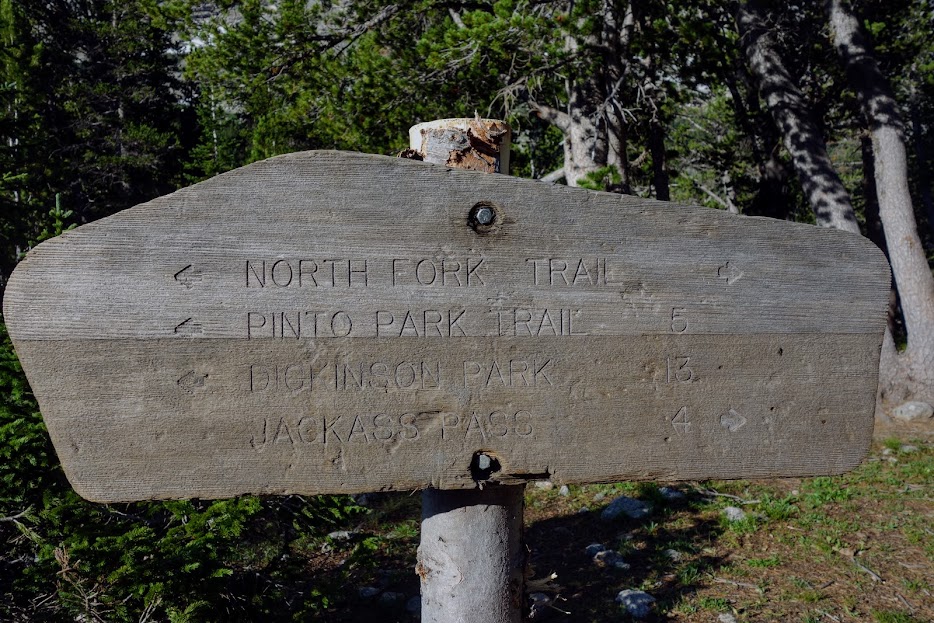 ← NORTH FORK TRAIL →
← PINTO PARK TRAIL 5
← DICKINSON PARK 13
JACKASS PASS 4 →